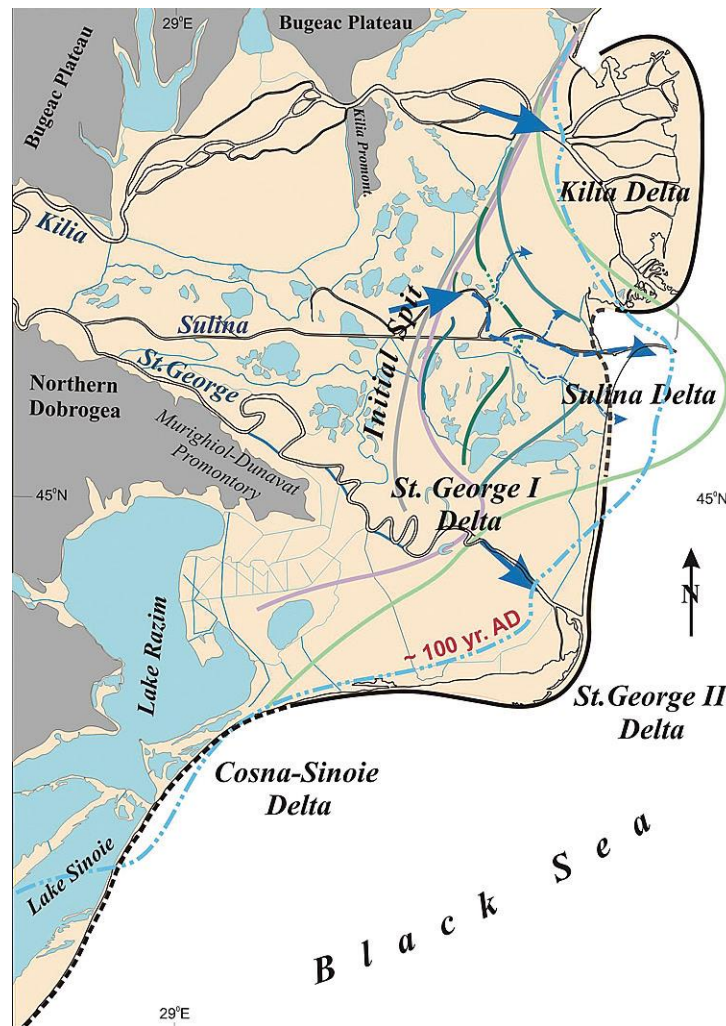 29°E
Bugeac Plateau
Bugeac Plateau
Kilia Promont.
Kilia Delta
Kilia
Initial Spit
Sulina
Sulina Delta
St.George
Northern
Dobrogea
Murighiol-Dunavat
Promontory
45°N
St. George I
Delta
45°N
N
Lake Razim
~ 100 yr. AD
St.George II
Delta
Cosna-Sinoie
Delta
Lake Sinoie
Black Sea
29°E